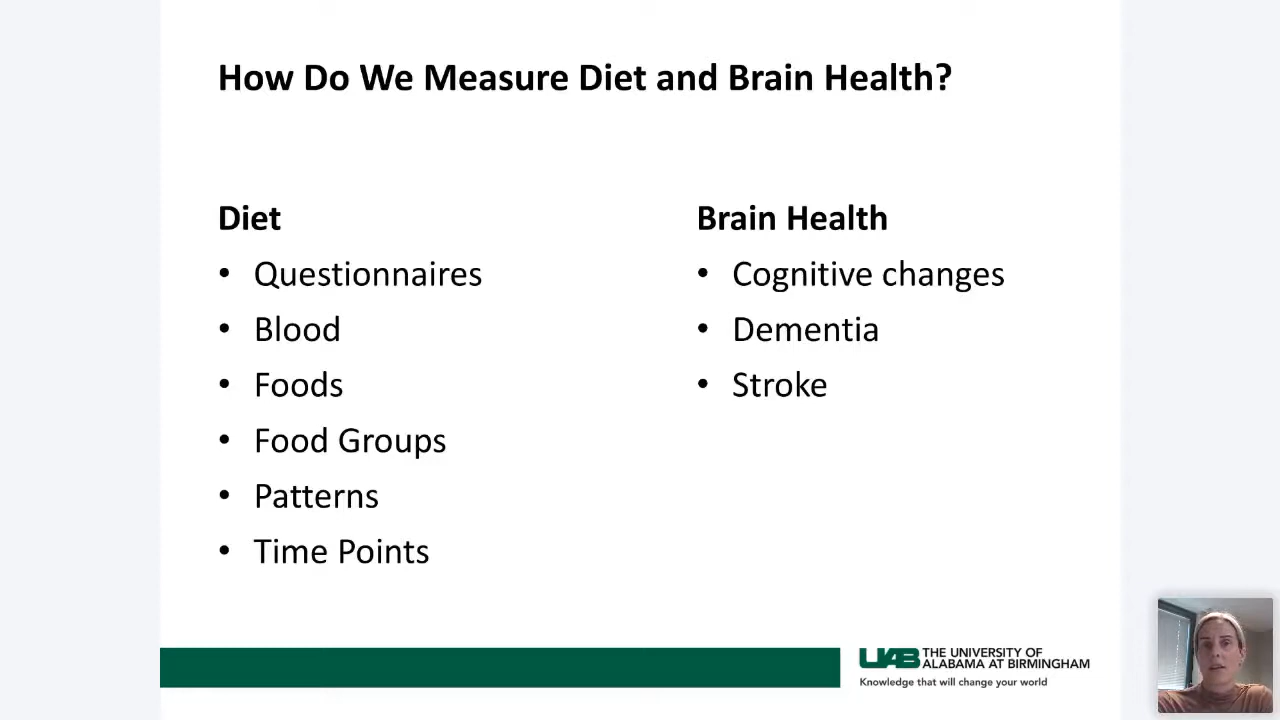 How Do We Measure Diet and Brain Health?
Diet
• Questionnaires
• Blood
• Foods
• Food Groups
• Patterns
• Time Points
Brain Health
• Cognitive changes
• Dementia
• Stroke
UAB THE UNIVERSITY OF
ALABAMA AT BIRMINGHAM
Knowledge that will change your world